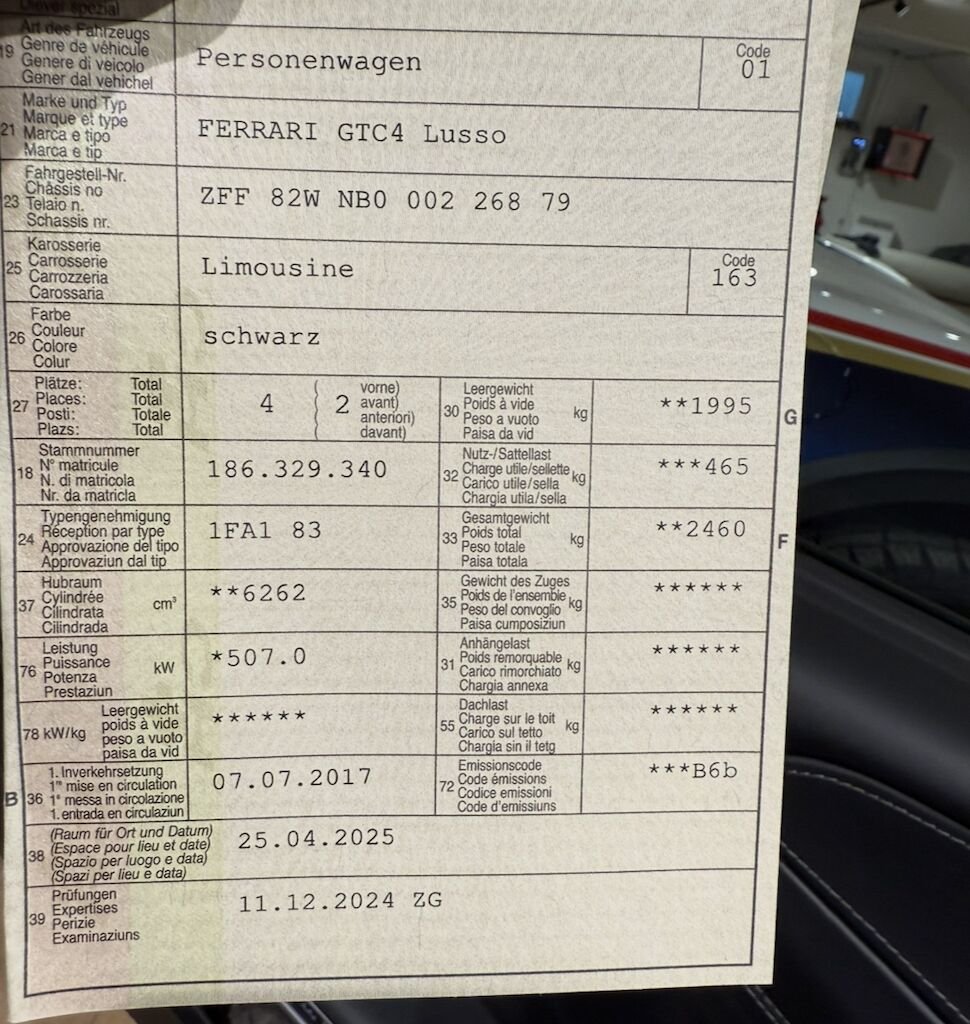 Diever spezial
19
Art des Fahrzeugs
Genre de véhicule
Genere di veicolo
Gener dal vehichel
Personenwagen
Code
01
21
Marke und Typ
Marque et type
Marca e tipo
Marca e tip
FERRARI GTC4 Lusso
23
Fahrgestell-Nr.
Châssis no
Telaio n.
Schassis nr.
ZFF 82W NB0 002 268 79
25
Karosserie
Carrosserie
Carrozzeria
Carossaria
Limousine
Code
163
26
Farbe
Couleur
Colore
Colur
schwarz
27
Plätze: Total
Places: Total
Posti: Totale
Plazs: Total
4
( 2 vorne)
avant)
anteriori)
davant)
30
Leergewicht
Poids à vide
Peso a vuoto
Paisa da vid
kg
**1995
G
18
Stammnummer
N° matricule
N. di matricola
Nr. da matricla
186.329.340
32
Nutz-/Sattellast
Charge utile/sellette
Carico utile/sella
Chargia utila/sella
kg
***465
24
Typengenehmigung
Réception par type
Approvazione del tipo
Approvaziun dal tip
1FA1 83
33
Gesamtgewicht
Poids total
Peso totale
Paisa totala
kg
**2460
F
37
Hubraum
Cylindrée
Cilindrata
Cilindrada
cm³
**6262
35
Gewicht des Zuges
Poids de l'ensemble
Peso del convoglio
Paisa cumposiziun
kg
******
76
Leistung
Puissance
Potenza
Prestaziun
kW
*507.0
31
Anhängelast
Poids remorquable
Carico rimorchiato
Chargia annexa
kg
******
78 kW/kg
Leergewicht
poids à vide
peso a vuoto
paisa da vid
******
55
Dachlast
Charge sur le toit
Carico sul tetto
Chargia sin il tetg
kg
******
B
36
1. Inverkehrsetzung
1re mise en circulation
1a messa in circolazione
1. entrada en circulaziun
07.07.2017
72
Emissionscode
Code émissions
Codice emissioni
Code d'emissiuns
***B6b
38
(Raum für Ort und Datum)
(Espace pour lieu et date)
(Spazio per luogo e data)
(Spazi per lieu e data)
25.04.2025
39
Prüfungen
Expertises
Perizie
Examinaziuns
11.12.2024 ZG